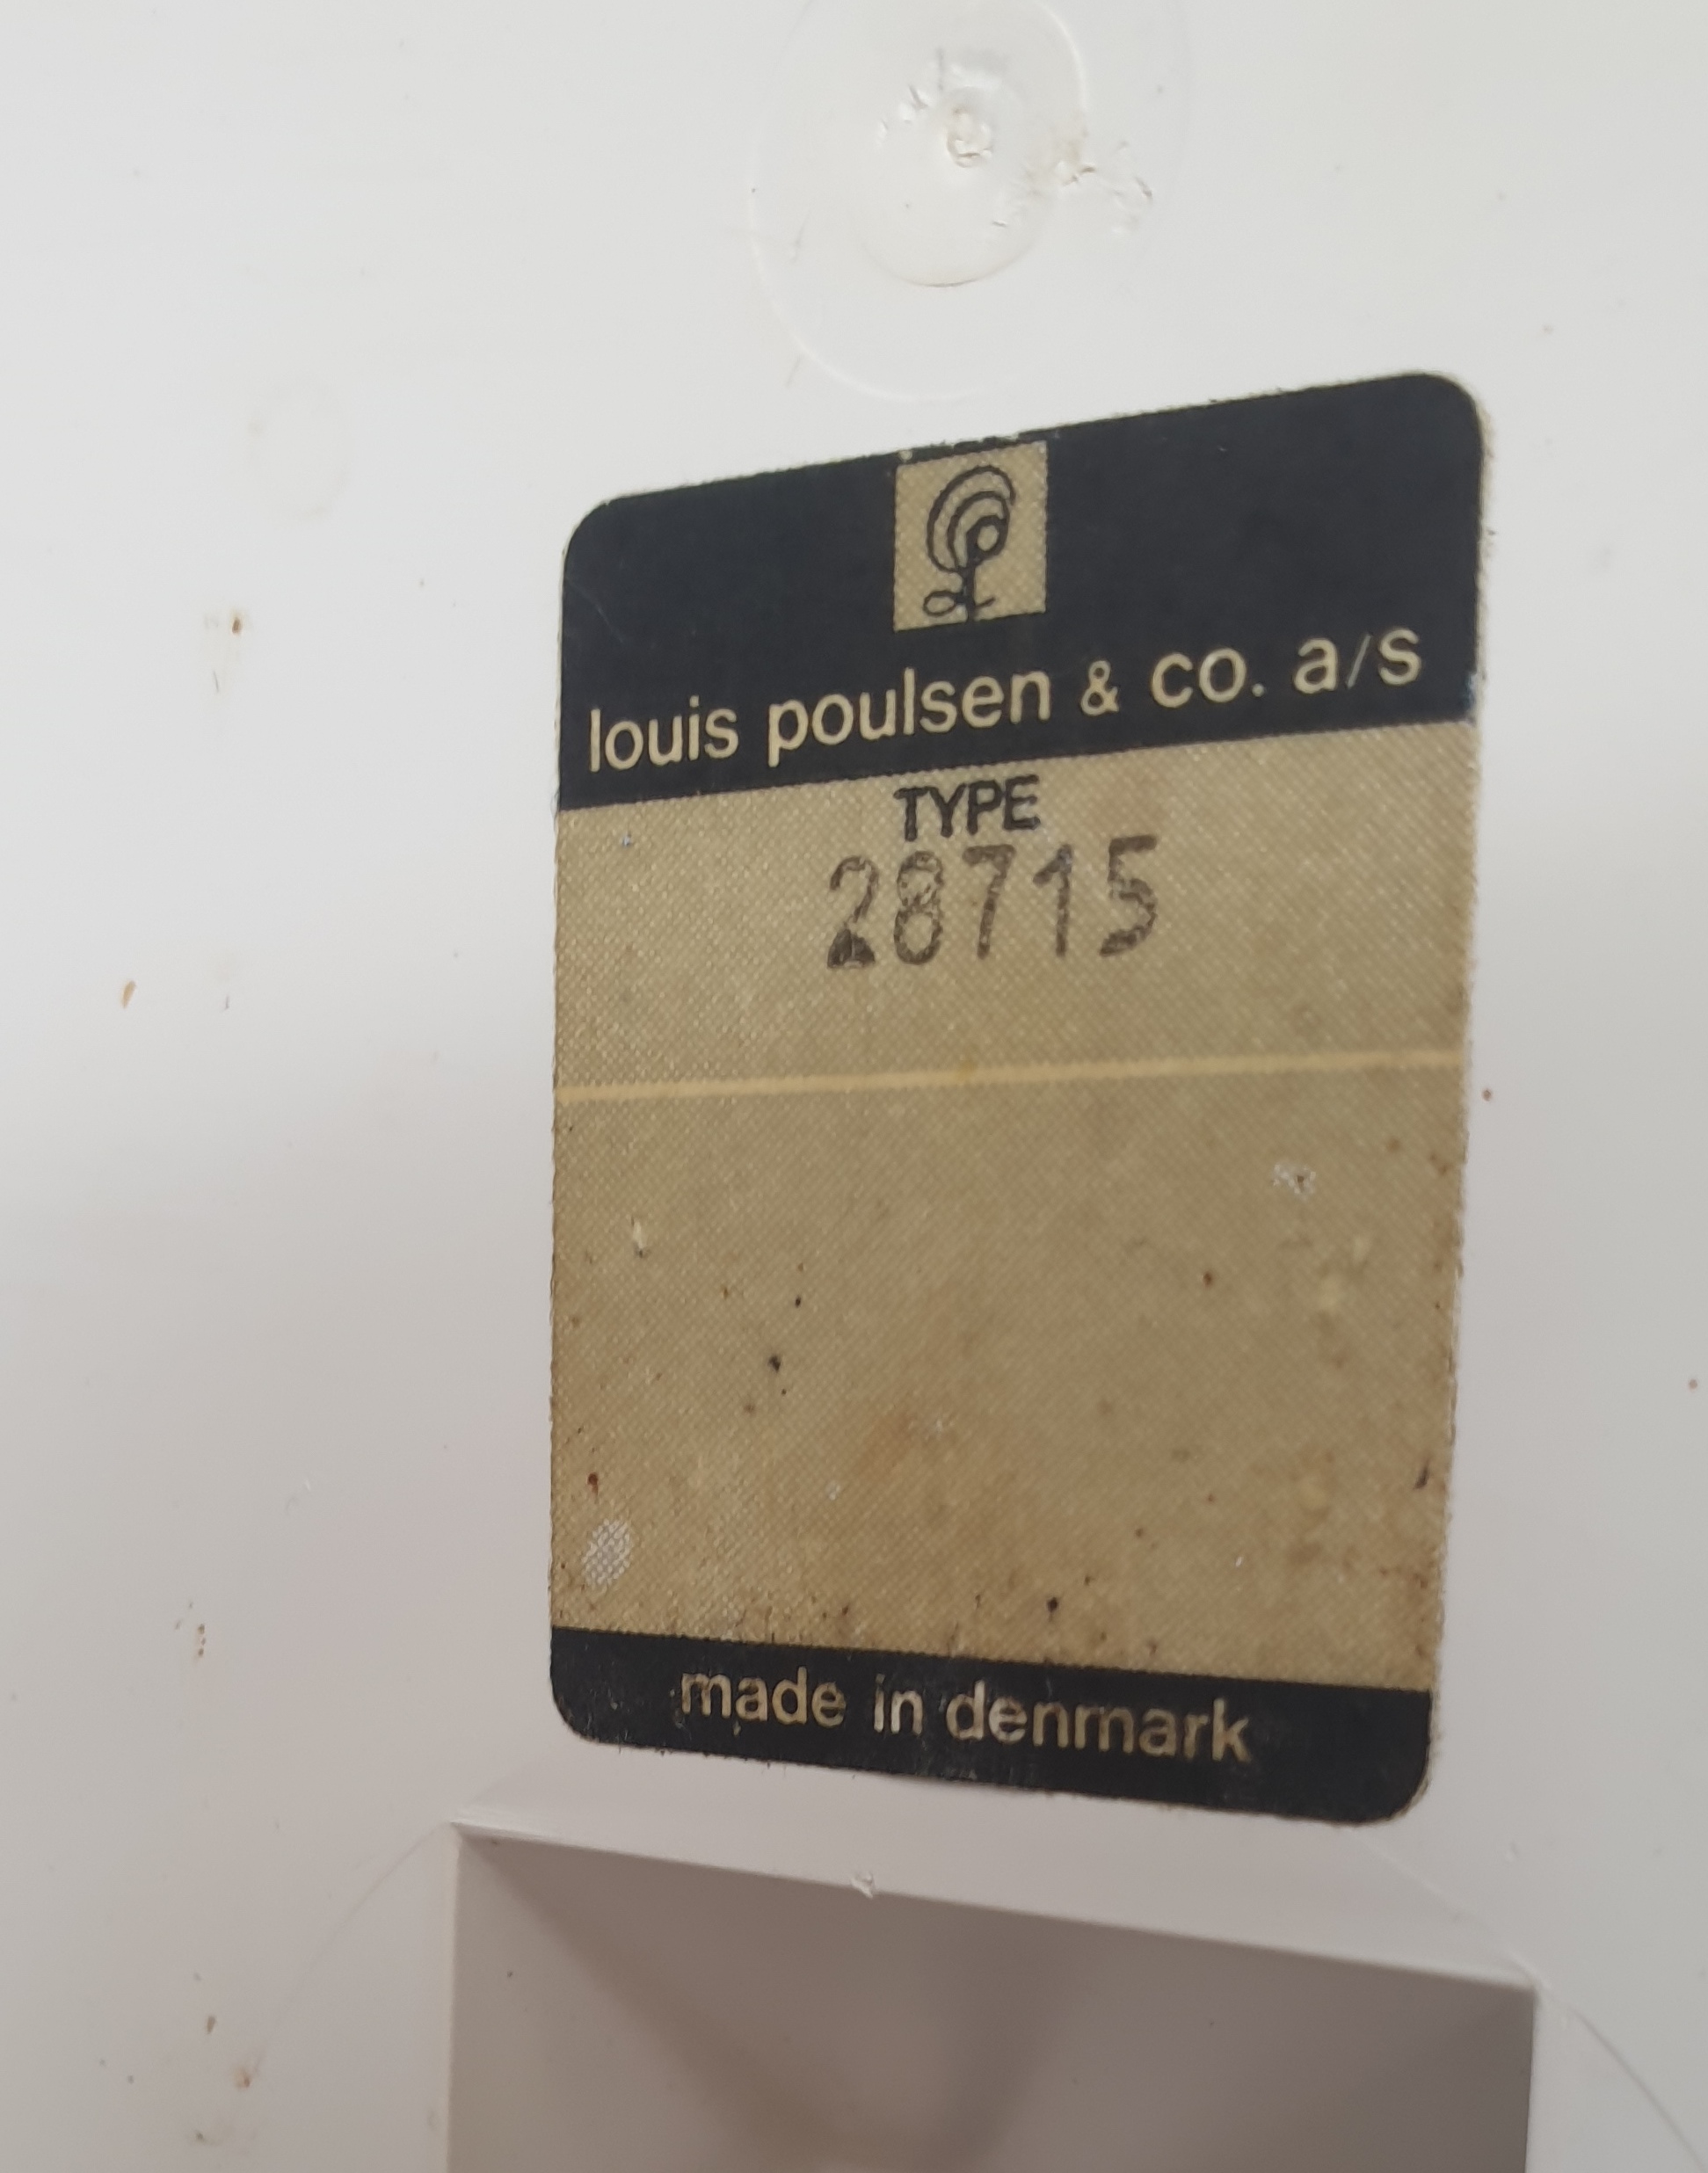 louis poulsen & co. a/s
TYPE
28715
made in denmark